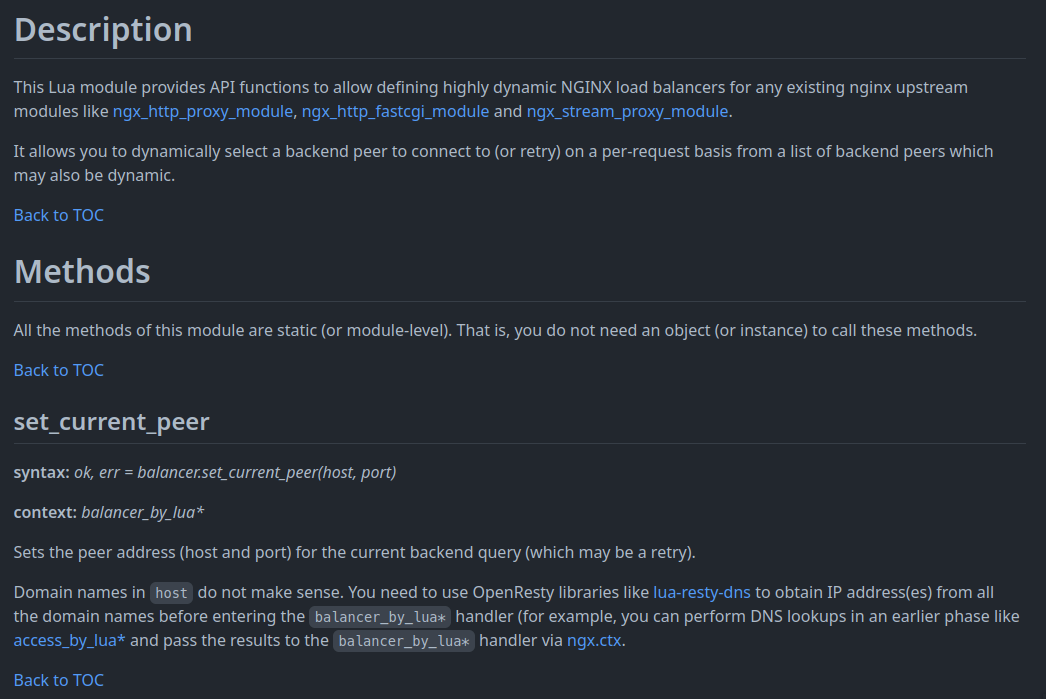 Description
This Lua module provides API functions to allow defining highly dynamic NGINX load balancers for any existing nginx upstream
modules like ngx_http_proxy_module, ngx_http_fastcgi_module and ngx_stream_proxy_module.
It allows you to dynamically select a backend peer to connect to (or retry) on a per-request basis from a list of backend peers which
may also be dynamic.
Back to TOC
Methods
All the methods of this module are static (or module-level). That is, you do not need an object (or instance) to call these methods.
Back to TOC
set_current_peer
syntax: ok, err = balancer.set_current_peer(host, port)
context: balancer_by_lua*
Sets the peer address (host and port) for the current backend query (which may be a retry).
Domain names in host do not make sense. You need to use OpenResty libraries like lua-resty-dns to obtain IP address(es) from all
the domain names before entering the balancer_by_lua* handler (for example, you can perform DNS lookups in an earlier phase like
access_by_lua* and pass the results to the balancer_by_lua* handler via ngx.ctx.
Back to TOC